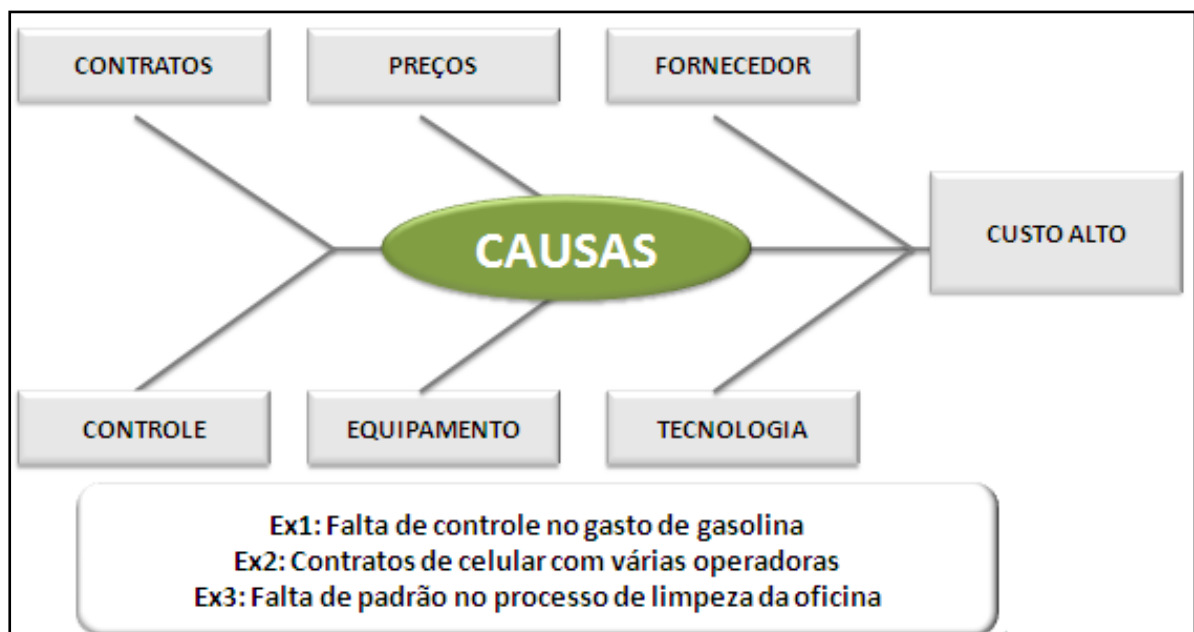 CONTRATOS
PREÇOS
FORNECEDOR
CAUSAS
CUSTO ALTO
CONTROLE
EQUIPAMENTO
TECNOLOGIA
Ex1: Falta de controle no gasto de gasolina
Ex2: Contratos de celular com várias operadoras
Ex3: Falta de padrão no processo de limpeza da oficina